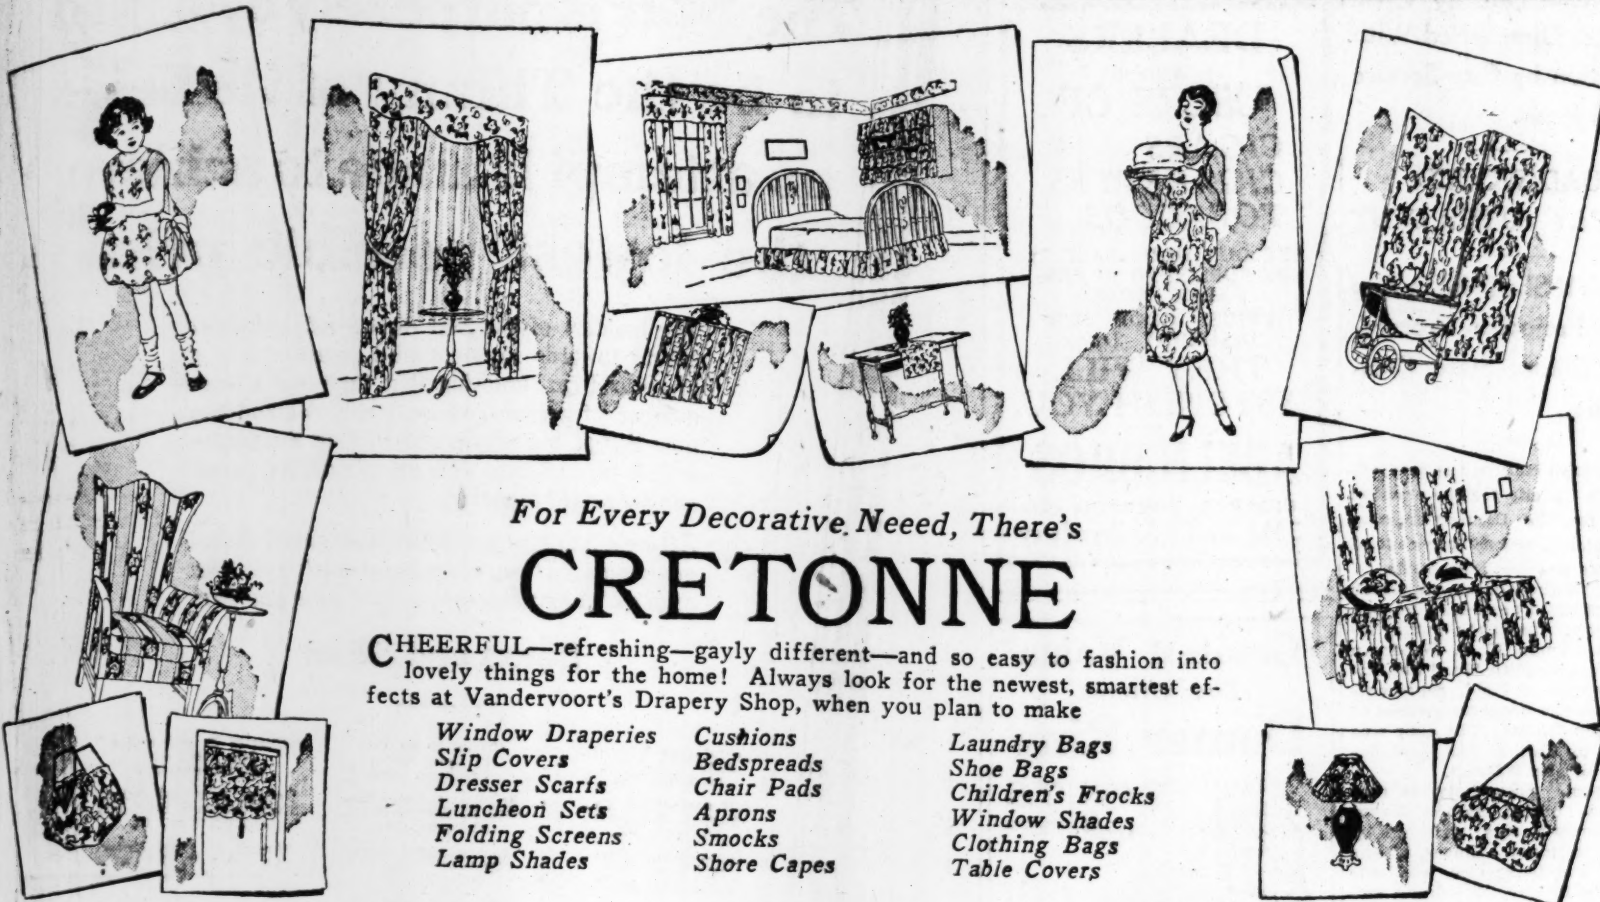 For Every Decorative Neeed, There's
CRETONNE
CHEERFUL—refreshing—gayly different—and so easy to fashion into
lovely things for the home! Always look for the newest, smartest ef-
fects at Vandervoort's Drapery Shop, when you plan to make
Window Draperies
Slip Covers
Dresser Scarfs
Luncheon Sets
Folding Screens
Lamp Shades
Cushions
Bedspreads
Chair Pads
Aprons
Smocks
Shore Capes
Laundry Bags
Shoe Bags
Children's Frocks
Window Shades
Clothing Bags
Table Covers